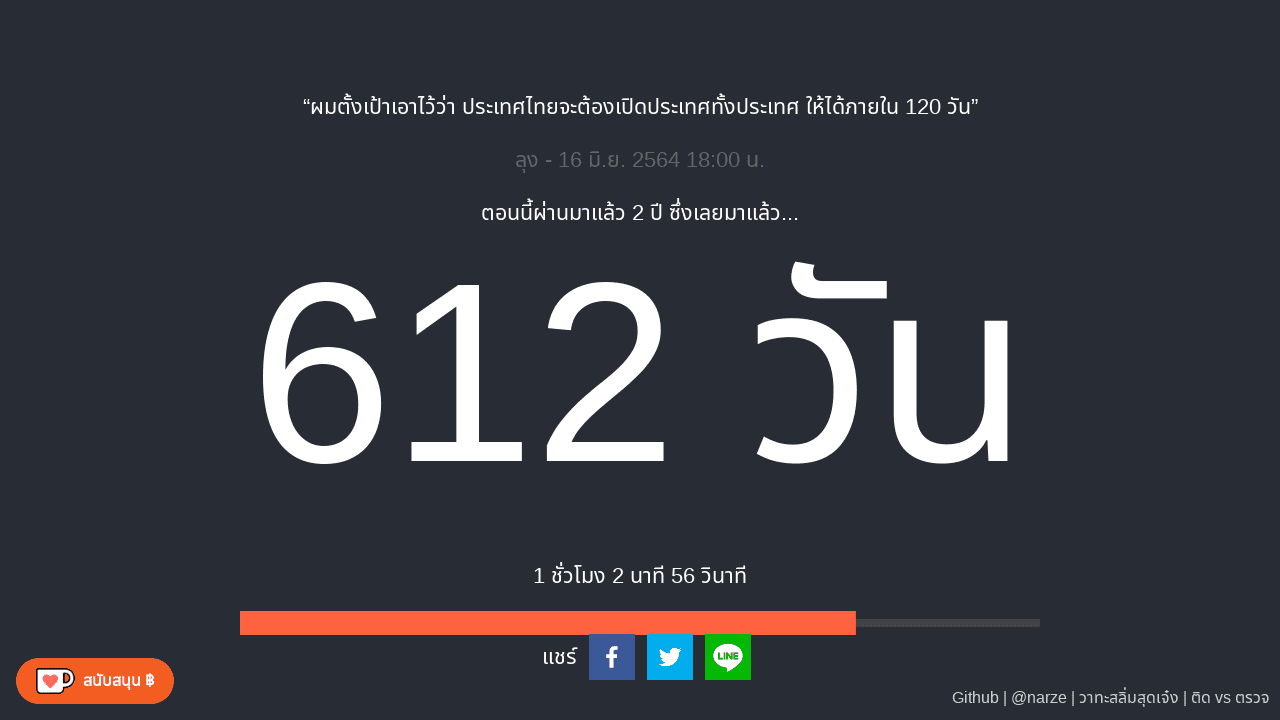 “ผมตั้งเป้าเอาไว้ว่า ประเทศไทยจะต้องเปิดประเทศทั้งประเทศ ให้ได้ภายใน 120 วัน”
ลุง - 16 มิ.ย. 2564 18:00 น.
ตอนนี้ผ่านมาแล้ว 2 ปี ซึ่งเลยมาแล้ว...
612 วัน
1 ชั่วโมง 2 นาที 56 วินาที
แชร์
LINE
สนับสนุน ฿
Github | @narze | วาทะสลิ่มสุดเจ๋ง | ติด vs ตรวจ